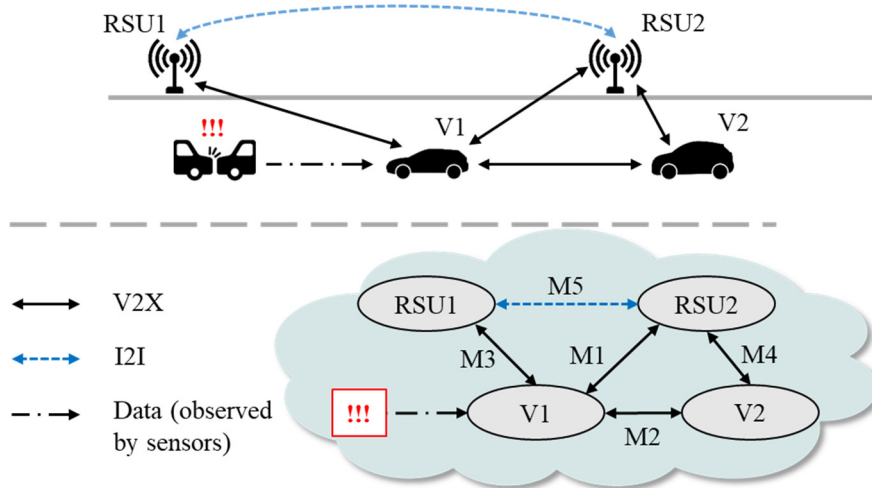 RSU1
RSU2
!!!
V1
V2
V2X
I2I
Data (observed
by sensors)
M5
RSU1
RSU2
M3
M1
M4
!!!
V1
V2
M2